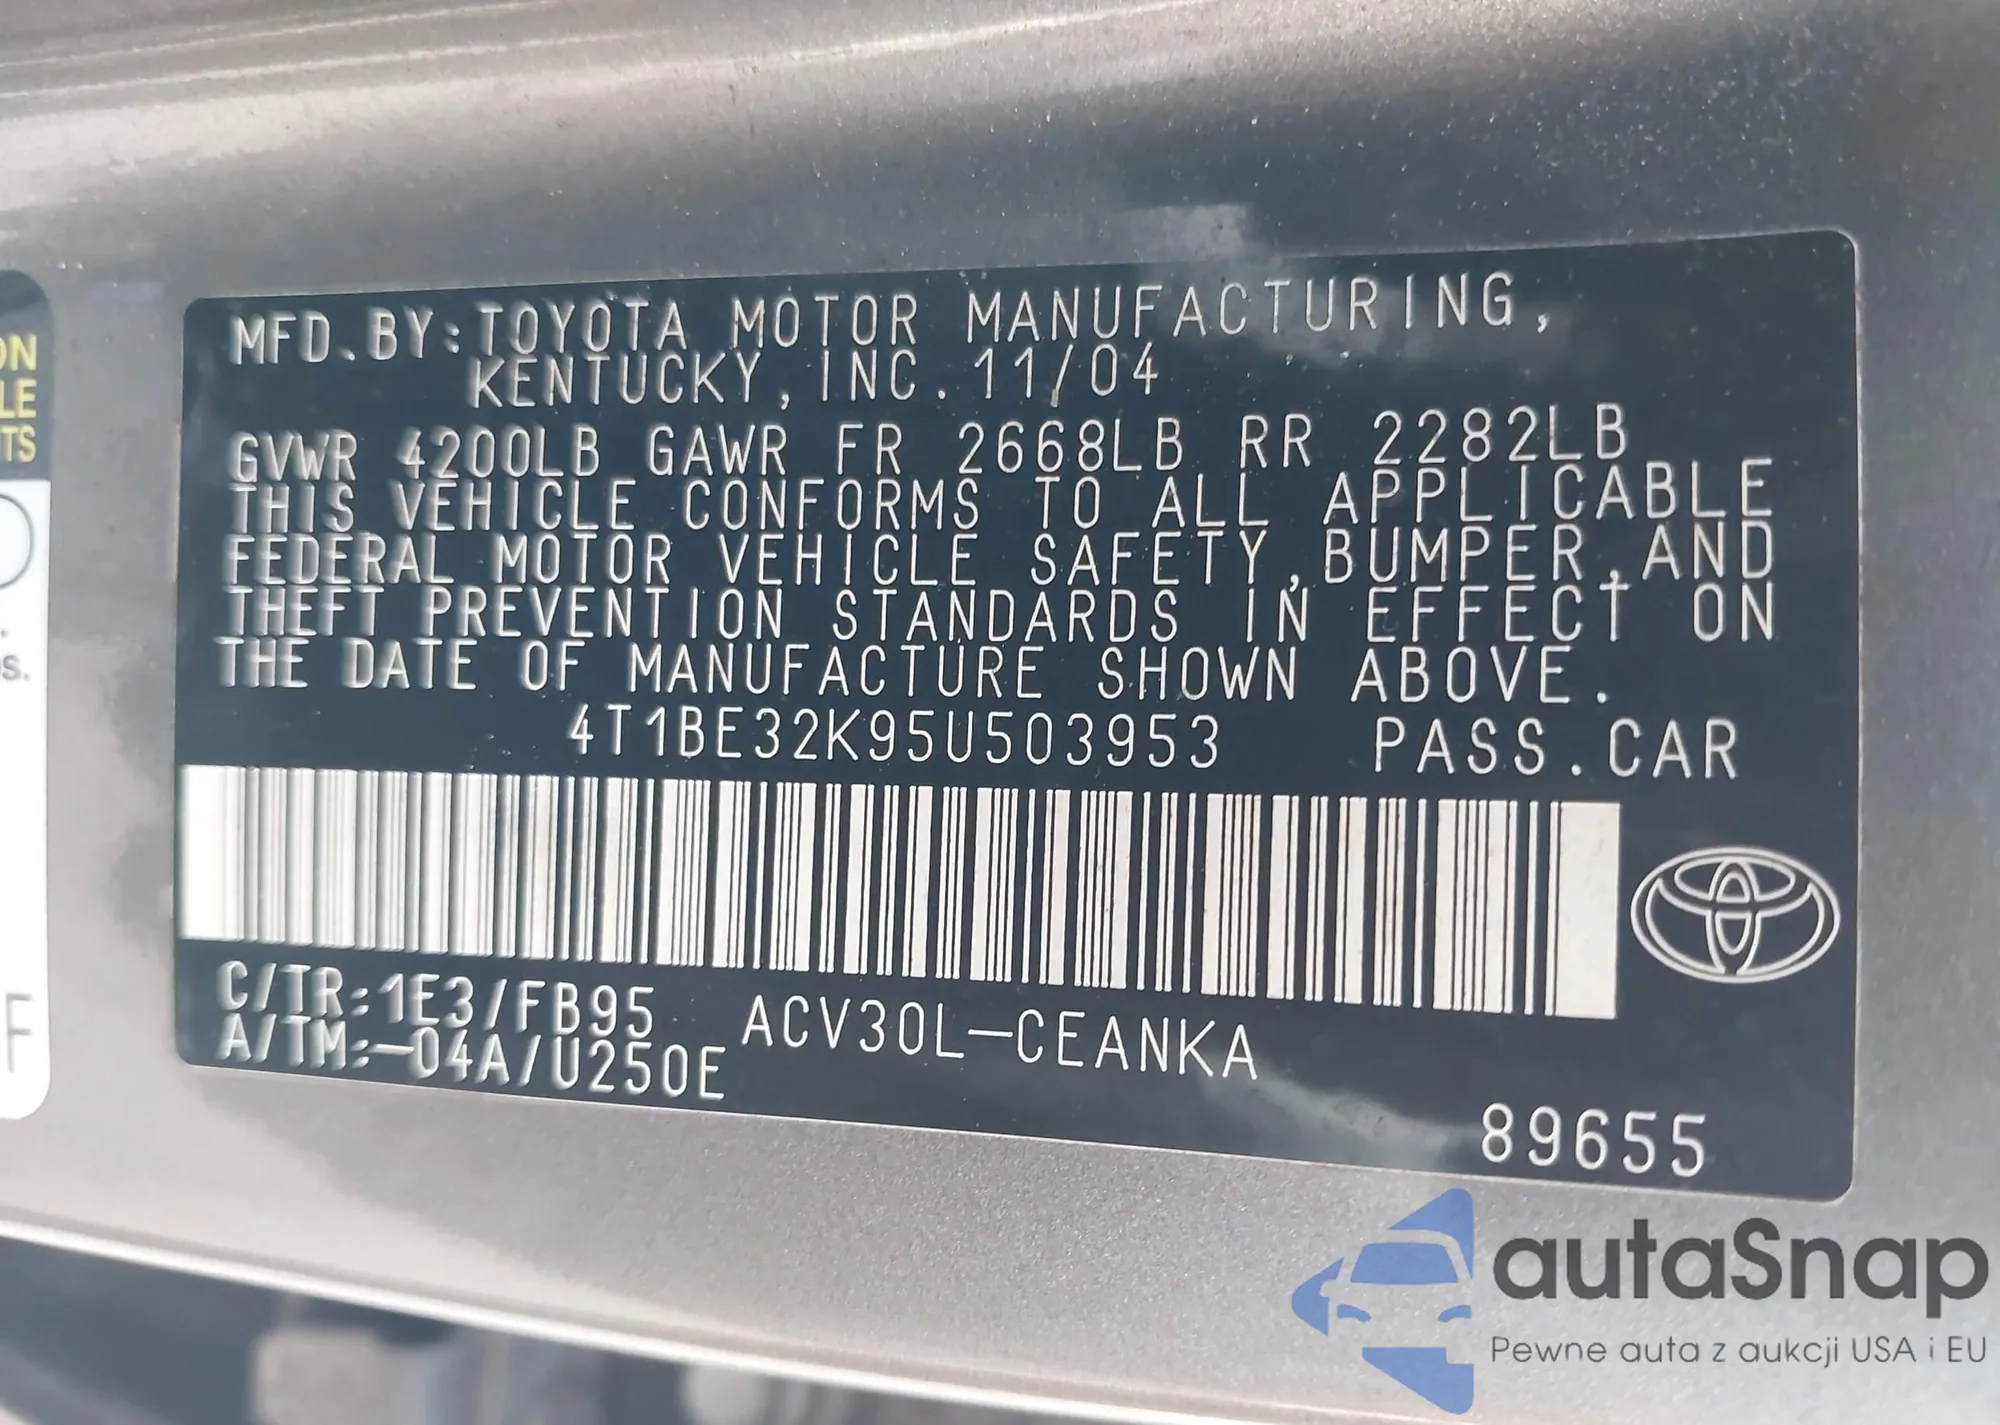 MFD.BY:TOYOTA MOTOR MANUFACTURING,
KENTUCKY, INC. 11/04
GVWR 4200LB GAWR FR 2668LB RR 2282LB
THIS VEHICLE CONFORMS TO ALL APPLICABLE
FEDERAL MOTOR VEHICLE SAFETY, BUMPER, AND
THEFT PREVENTION STANDARDS IN EFFECT ON
THE DATE OF MANUFACTURE SHOWN ABOVE.
4T1BE32K95U503953 PASS.CAR
C/TR:1E3/FB95 ACV30L-CEANKA
A/TM:-04A/U250E
89655
autaSnap
Pewne auta z aukcji USA i EU